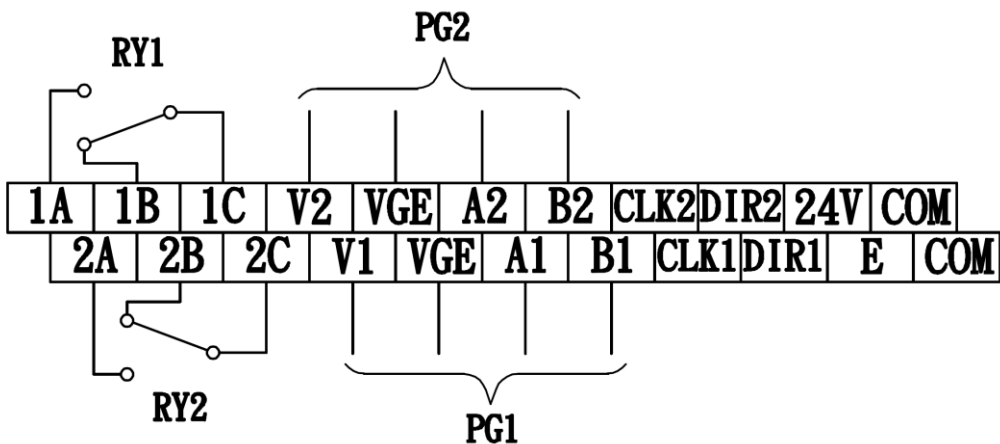 PG2
RY1
1A 1B 1C V2 VGE A2 B2 CLK2 DIR2 24V COM
2A 2B 2C V1 VGE A1 B1 CLK1 DIR1 E COM
RY2
PG1